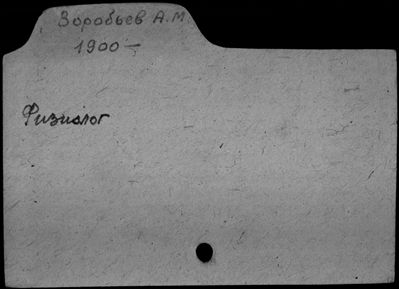 Воробьев А.М.
1900 —
Физиолог